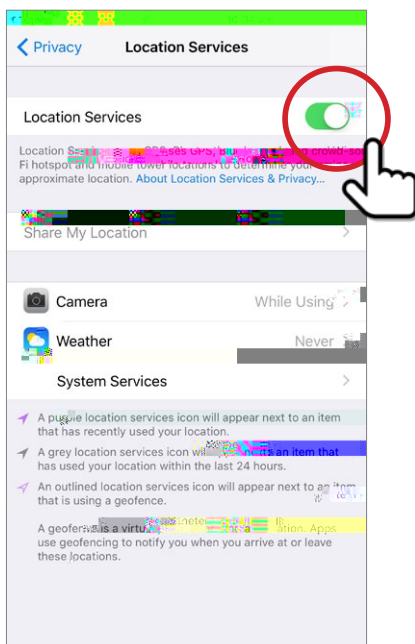 Privacy Location Services
Location Services
Location
Fi hotspot and mobile tower locations to determine your
approximate location. About Location Services & Privacy...
Share My Location
Camera While Using
Weather Never
System Services
A purple location services icon will appear next to an item
that has recently used your location.
A grey location services icon an item that
has used your location within the last 24 hours.
An outlined location services icon will appear next to an item
that is using a geofence.
A geofence is a
use geofencing to notify you when you arrive at or leave
these locations.